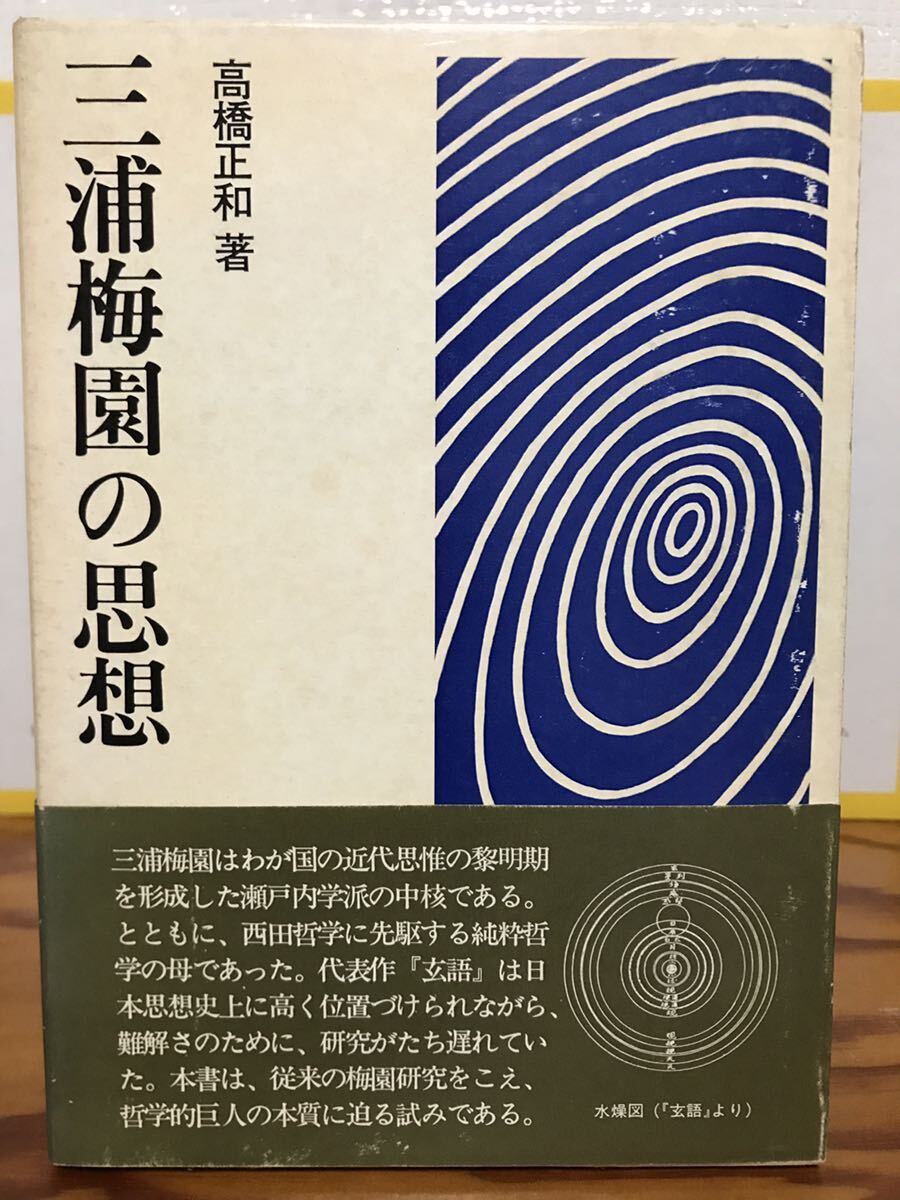 三浦梅園の思想
高橋正和 著
三浦梅園はわが国の近代思惟の黎明期
を形成した瀬戸内学派の中核である。
とともに、西田哲学に先駆する純粋哲
学の母であった。代表作『玄語』は日
本思想史上に高く位置づけられながら、
難解さのために、研究がたち遅れてい
た。本書は、従来の梅園研究をこえ、
哲学的巨人の本質に迫る試みである。
水燥図（『玄語』より）